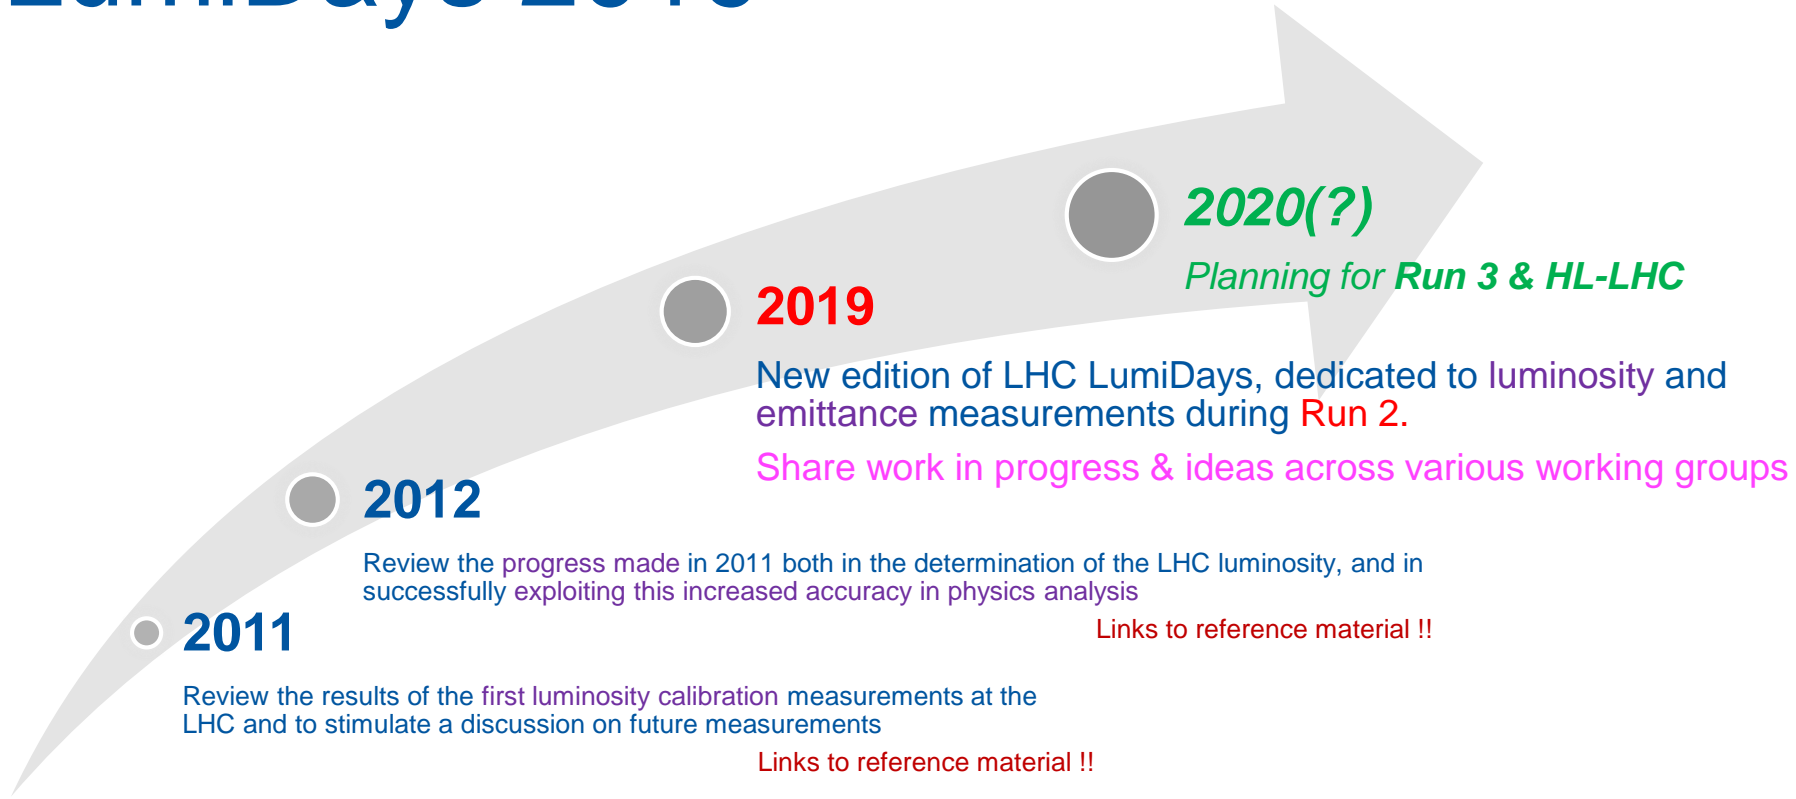 LumiDays 2019
2020(?)
Planning for Run 3 & HL-LHC
2019
New edition of LHC LumiDays, dedicated to luminosity and
emittance measurements during Run 2.
Share work in progress & ideas across various working groups
2012
Review the progress made in 2011 both in the determination of the LHC luminosity, and in
successfully exploiting this increased accuracy in physics analysis
Links to reference material !!
2011
Review the results of the first luminosity calibration measurements at the
LHC and to stimulate a discussion on future measurements
Links to reference material !!